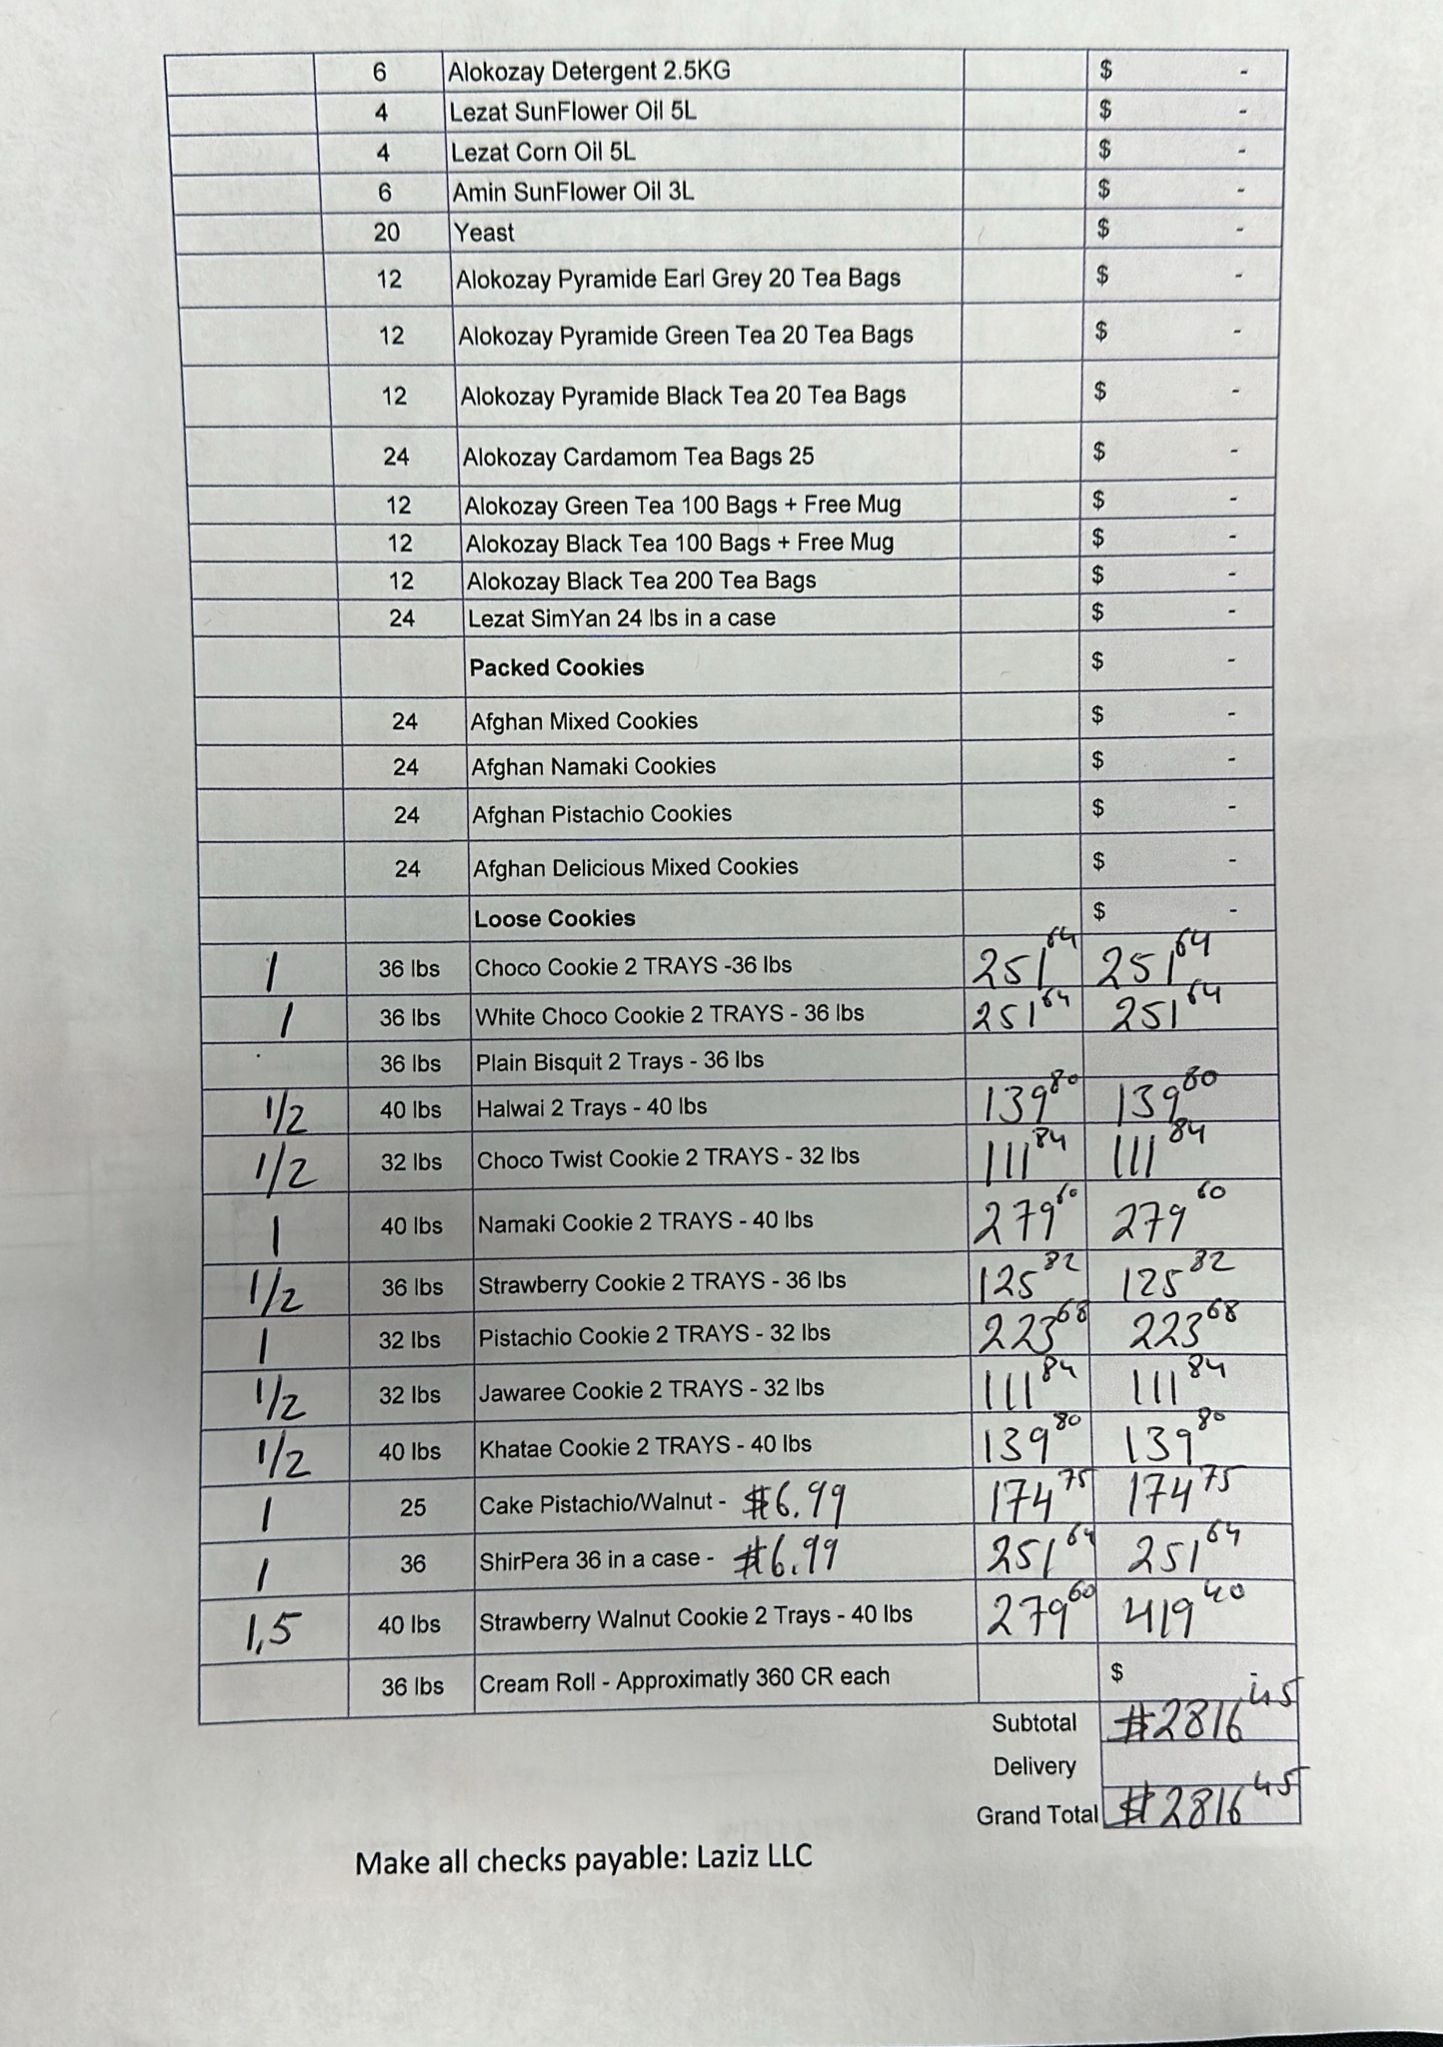 6 Alokozay Detergent 2.5KG $ -
4 Lezat SunFlower Oil 5L $ -
4 Lezat Corn Oil 5L $ -
6 Amin SunFlower Oil 3L $ -
20 Yeast $ -
12 Alokozay Pyramide Earl Grey 20 Tea Bags $ -
12 Alokozay Pyramide Green Tea 20 Tea Bags $ -
12 Alokozay Pyramide Black Tea 20 Tea Bags $ -
24 Alokozay Cardamom Tea Bags 25 $ -
12 Alokozay Green Tea 100 Bags + Free Mug $ -
12 Alokozay Black Tea 100 Bags + Free Mug $ -
12 Alokozay Black Tea 200 Tea Bags $ -
24 Lezat SimYan 24 lbs in a case $ -
Packed Cookies $ -
24 Afghan Mixed Cookies $ -
24 Afghan Namaki Cookies $ -
24 Afghan Pistachio Cookies $ -
24 Afghan Delicious Mixed Cookies $ -
Loose Cookies $ -
1 36 lbs Choco Cookie 2 TRAYS -36 lbs 251 64 251 64
1 36 lbs White Choco Cookie 2 TRAYS - 36 lbs 251 64 251 64
36 lbs Plain Bisquit 2 Trays - 36 lbs
1/2 40 lbs Halwai 2 Trays - 40 lbs 139 80 139 80
1/2 32 lbs Choco Twist Cookie 2 TRAYS - 32 lbs 111 84 111 84
1 40 lbs Namaki Cookie 2 TRAYS - 40 lbs 279 60 279 60
1/2 36 lbs Strawberry Cookie 2 TRAYS - 36 lbs 125 82 125 82
1 32 lbs Pistachio Cookie 2 TRAYS - 32 lbs 223 68 223 68
1/2 32 lbs Jawaree Cookie 2 TRAYS - 32 lbs 111 84 111 84
1/2 40 lbs Khatae Cookie 2 TRAYS - 40 lbs 139 80 139 80
1 25 Cake Pistachio/Walnut - $6.99 174 75 174 75
1 36 ShirPera 36 in a case - $6.99 251 64 251 64
1,5 40 lbs Strawberry Walnut Cookie 2 Trays - 40 lbs 279 60 419 40
36 lbs Cream Roll - Approximatly 360 CR each $
Subtotal $2816 .45
Delivery
Grand Total $2816 45
Make all checks payable: Laziz LLC